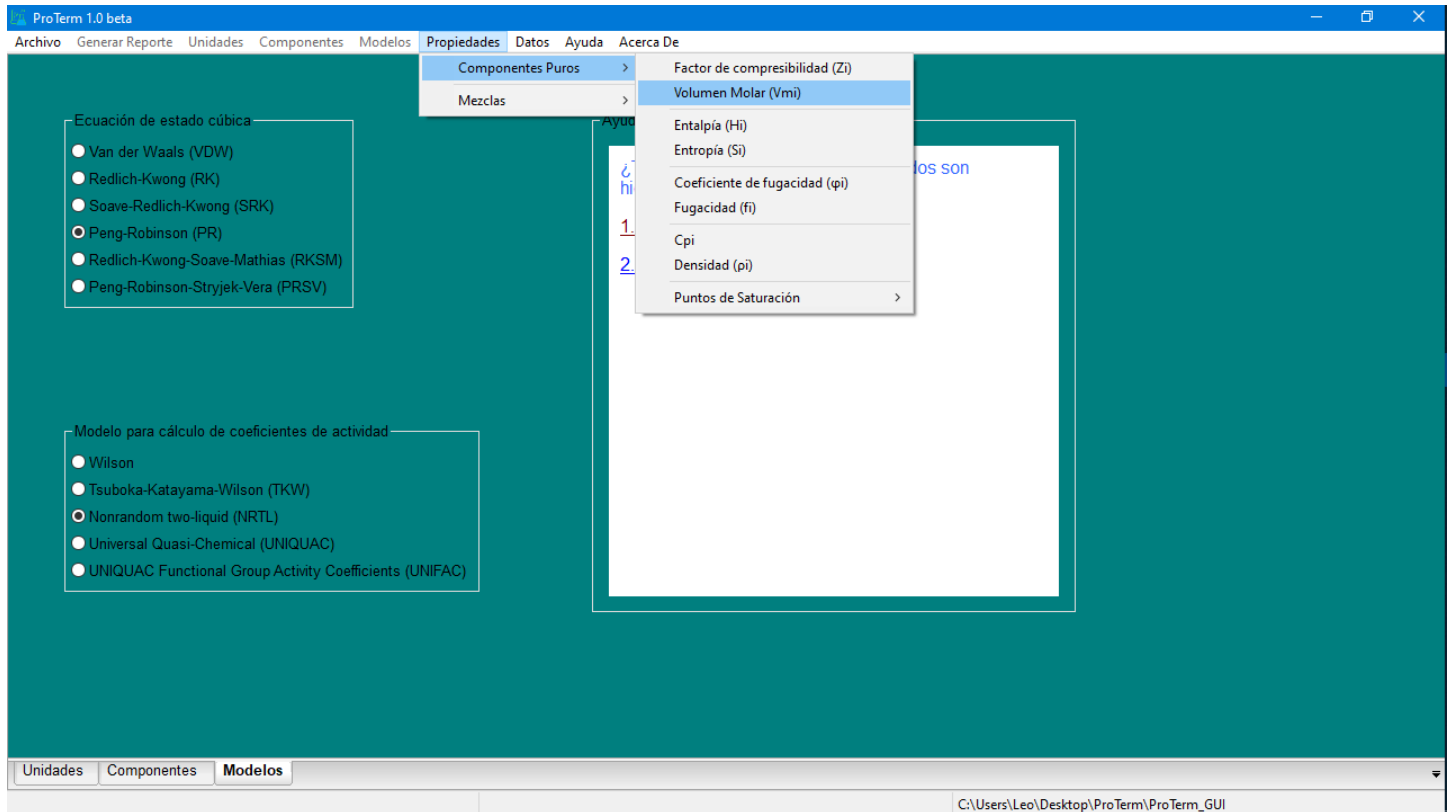 ProTerm 1.0 beta
Archivo Generar Reporte Unidades Componentes Modelos Propiedades Datos Ayuda Acerca De
Componentes Puros
Mezclas
Factor de compresibilidad (Zi)
Volumen Molar (Vmi)
Entalpía (Hi)
Entropía (Si)
Coeficiente de fugacidad (φi)
Fugacidad (fi)
Cpi
Densidad (ρi)
Puntos de Saturación
Ecuación de estado cúbica
Van der Waals (VDW)
Redlich-Kwong (RK)
Soave-Redlich-Kwong (SRK)
Peng-Robinson (PR)
Redlich-Kwong-Soave-Mathias (RKSM)
Peng-Robinson-Stryjek-Vera (PRSV)
son
1.
2.
Modelo para cálculo de coeficientes de actividad
Wilson
Tsuboka-Katayama-Wilson (TKW)
Nonrandom two-liquid (NRTL)
Universal Quasi-Chemical (UNIQUAC)
UNIQUAC Functional Group Activity Coefficients (UNIFAC)
Unidades Componentes Modelos
C:\Users\Leo\Desktop\ProTerm\ProTerm_GUI